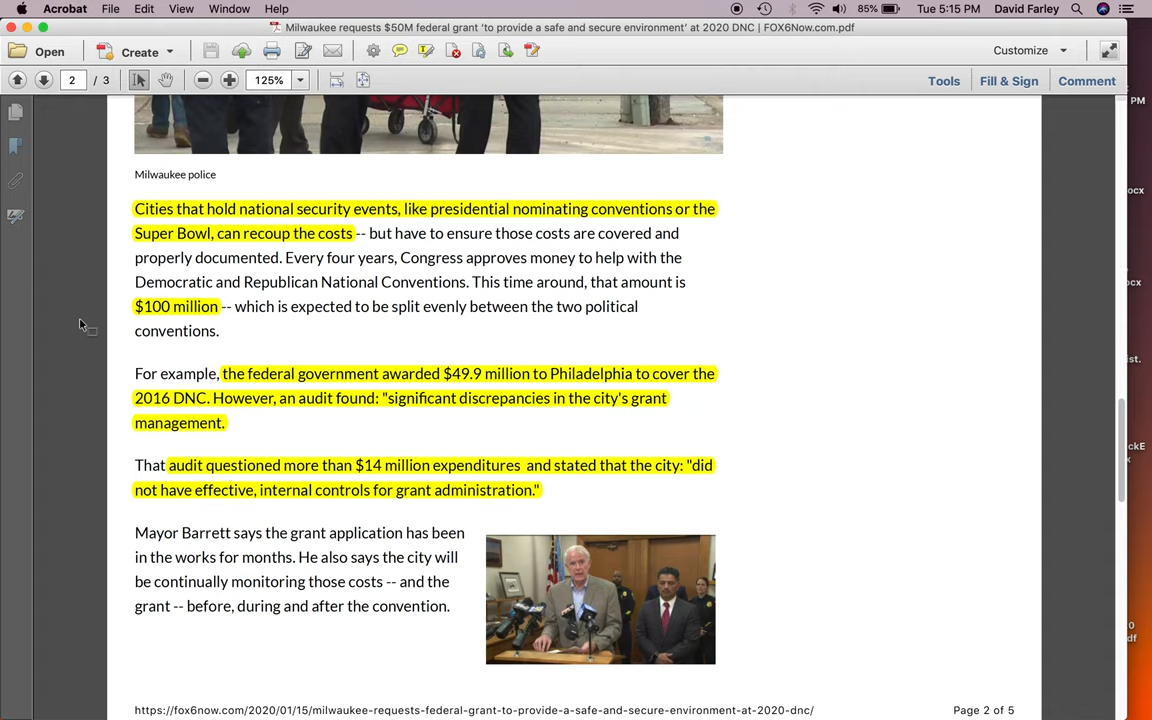 Acrobat File Edit View Window Help 85% Tue 5:15 PM David Farley
Milwaukee requests $50M federal grant ‘to provide a safe and secure environment’ at 2020 DNC | FOX6Now.com.pdf
Open Create Customize
2 / 3 125% Tools Fill & Sign Comment
PM
ocx
ocx
ist.
ckE
x
0
df
Milwaukee police
Cities that hold national security events, like presidential nominating conventions or the
Super Bowl, can recoup the costs -- but have to ensure those costs are covered and
properly documented. Every four years, Congress approves money to help with the
Democratic and Republican National Conventions. This time around, that amount is
$100 million -- which is expected to be split evenly between the two political
conventions.
For example, the federal government awarded $49.9 million to Philadelphia to cover the
2016 DNC. However, an audit found: "significant discrepancies in the city's grant
management.
That audit questioned more than $14 million expenditures and stated that the city: "did
not have effective, internal controls for grant administration."
Mayor Barrett says the grant application has been
in the works for months. He also says the city will
be continually monitoring those costs -- and the
grant -- before, during and after the convention.
https://fox6now.com/2020/01/15/milwaukee-requests-federal-grant-to-provide-a-safe-and-secure-environment-at-2020-dnc/ Page 2 of 5